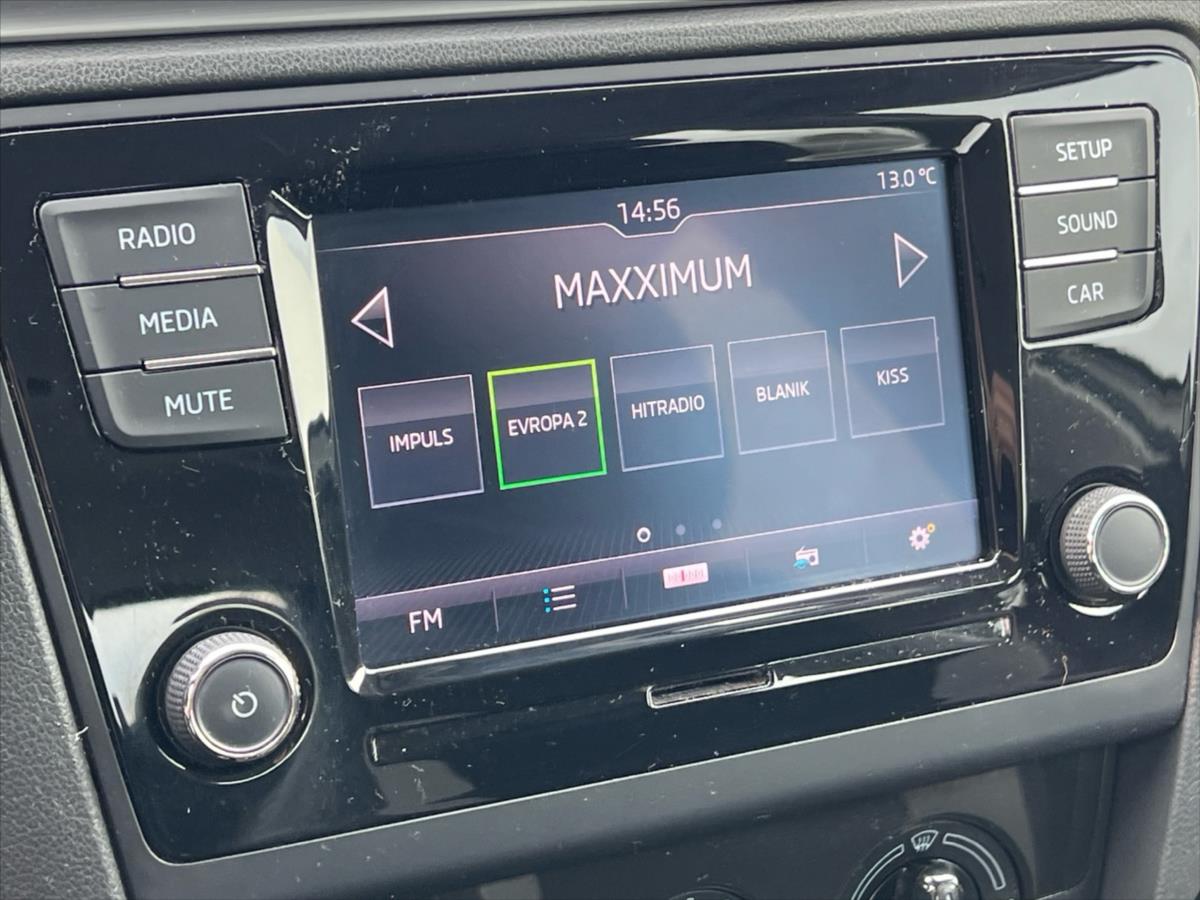 RADIO
MEDIA
MUTE
14:56
13.0°C
MAXXIMUM
IMPULS
EVROPA 2
HITRADIO
BLANIK
KISS
FM
SETUP
SOUND
CAR